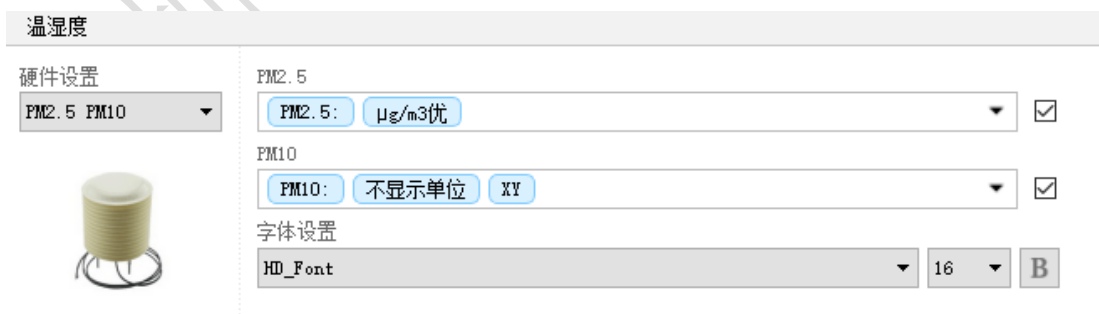 温湿度
硬件设置
PM2.5 PM10
PM2.5
PM2.5: μg/m3优
PM10
PM10: 不显示单位 XY
字体设置
HD_Font 16 B